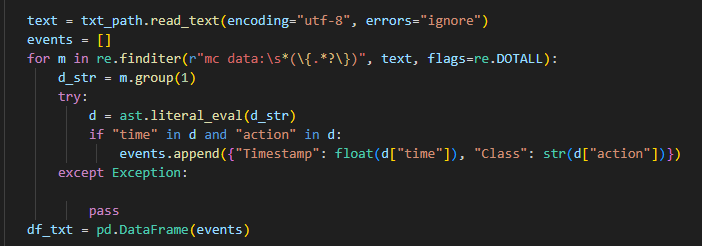 text = txt_path.read_text(encoding="utf-8", errors="ignore")
events = []
for m in re.finditer(r"mc data:\s*(\{.*?\})", text, flags=re.DOTALL):
    d_str = m.group(1)
    try:
        d = ast.literal_eval(d_str)
        if "time" in d and "action" in d:
            events.append({"Timestamp": float(d["time"]), "Class": str(d["action"])})
    except Exception:

        pass
df_txt = pd.DataFrame(events)